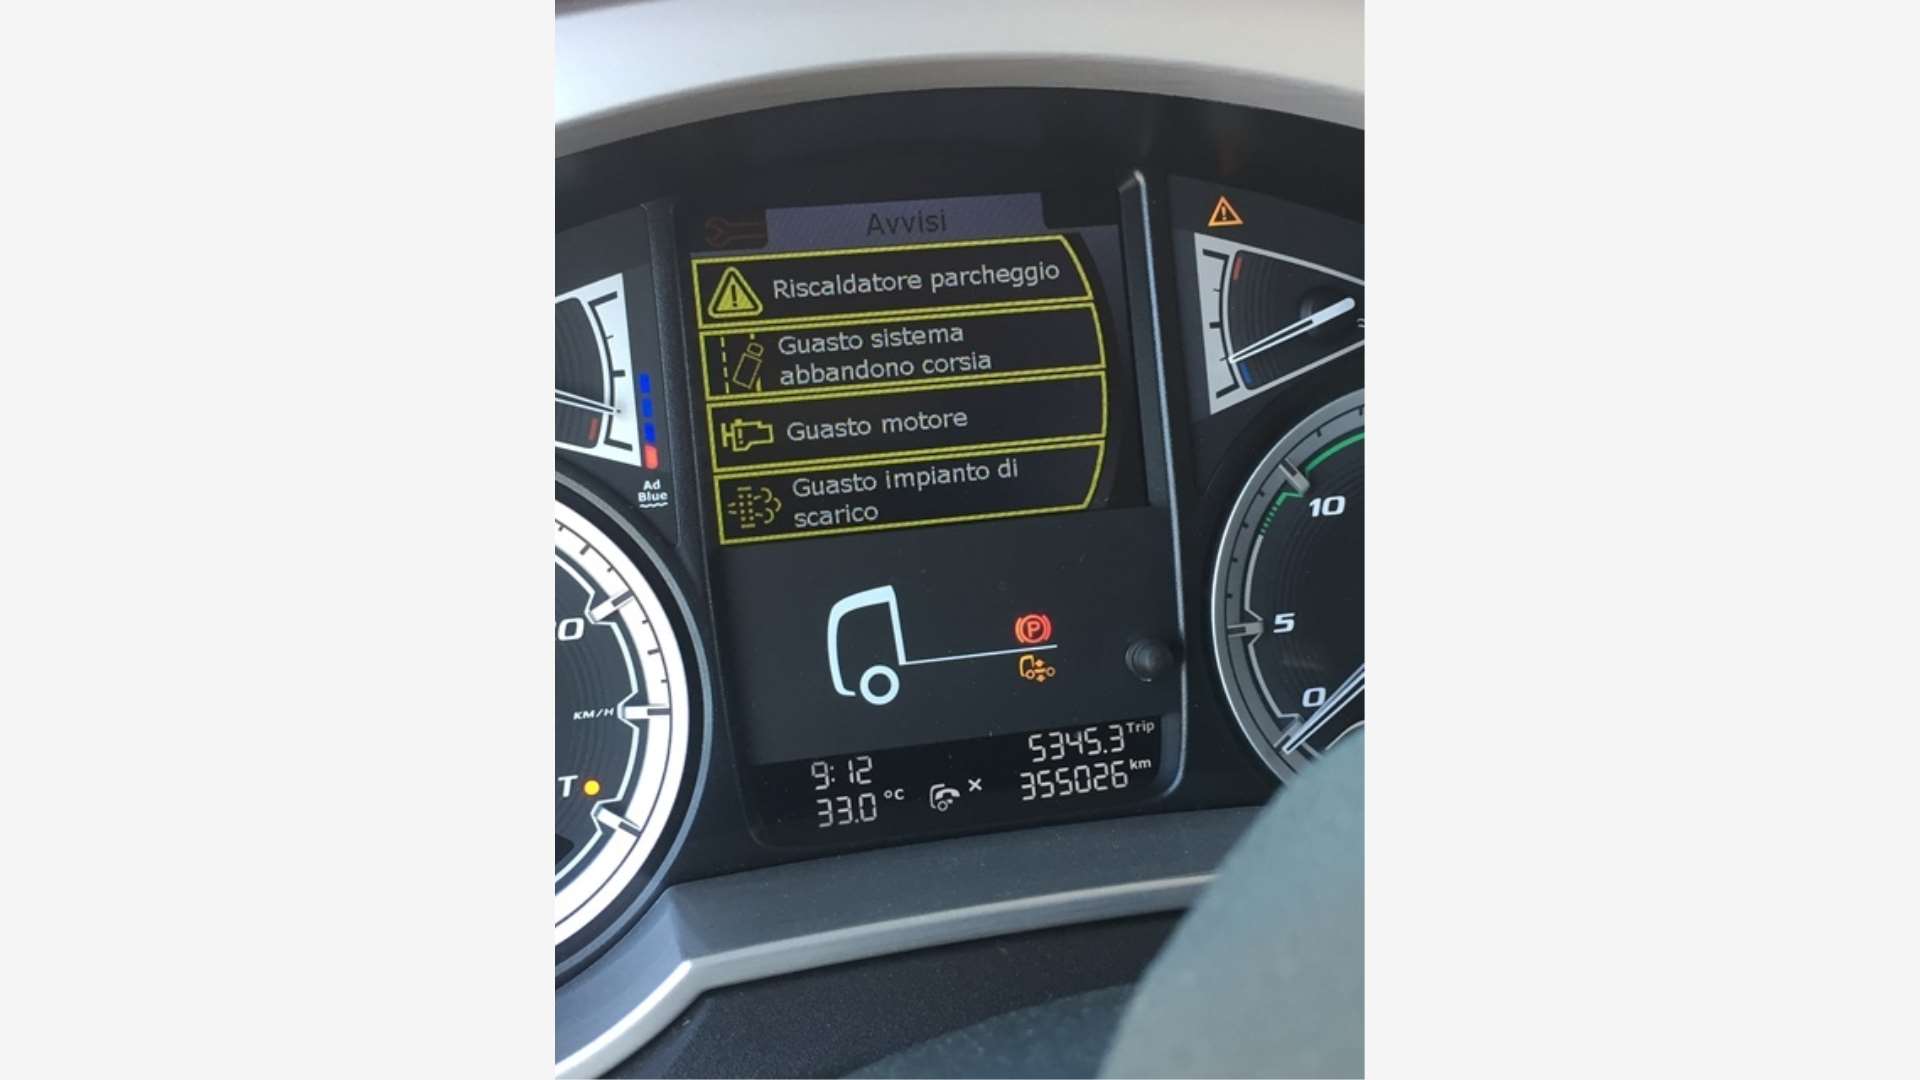 Avvisi
Riscaldatore parcheggio
Guasto sistema
abbandono corsia
Guasto motore
Guasto impianto di
scarico
Ad
Blue
KM/H
10
5
0
P
9:12
33.0 °C
5345.3 Trip
355026 km